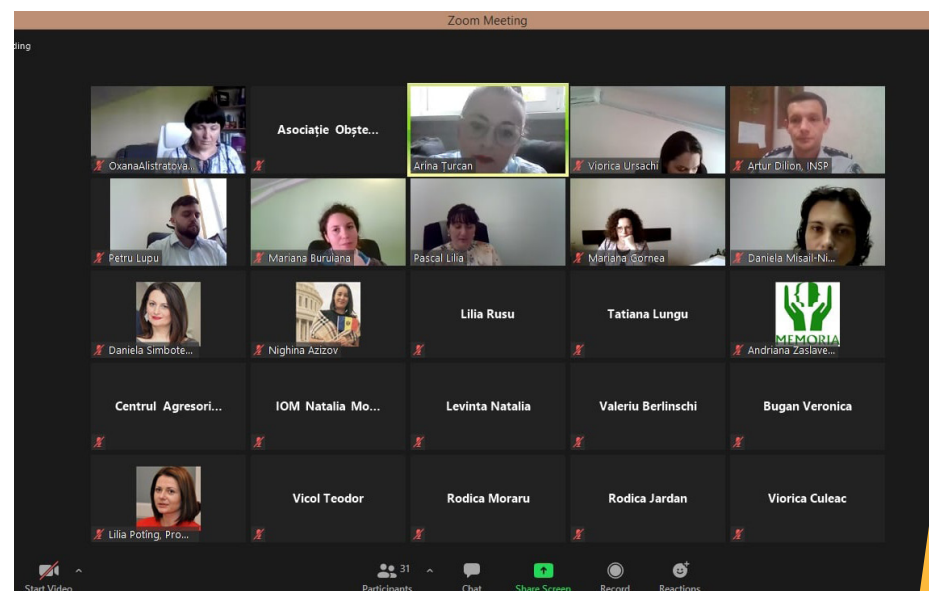 Zoom Meeting
ding
OxanaAlistratova...
Asociație Obște...
Arina Țurcan
Viorica Ursachi
Artur Dilion, INSP
Petru Lupu
Mariana Buruiana
Pascal Lilia
Mariana Gornea
Daniela Misail-Ni...
Daniela Simbote...
Nighina Azizov
Lilia Rusu
Tatiana Lungu
MEMORIA
Andriana Zaslave...
Centrul Agresori...
IOM Natalia Mo...
Levinta Natalia
Valeriu Berlinschi
Bugan Veronica
Lilia Potîng, Pro...
Vicol Teodor
Rodica Moraru
Rodica Jardan
Viorica Culeac
Start Video
31
Participants
Chat
Share Screen
Record
Reactions